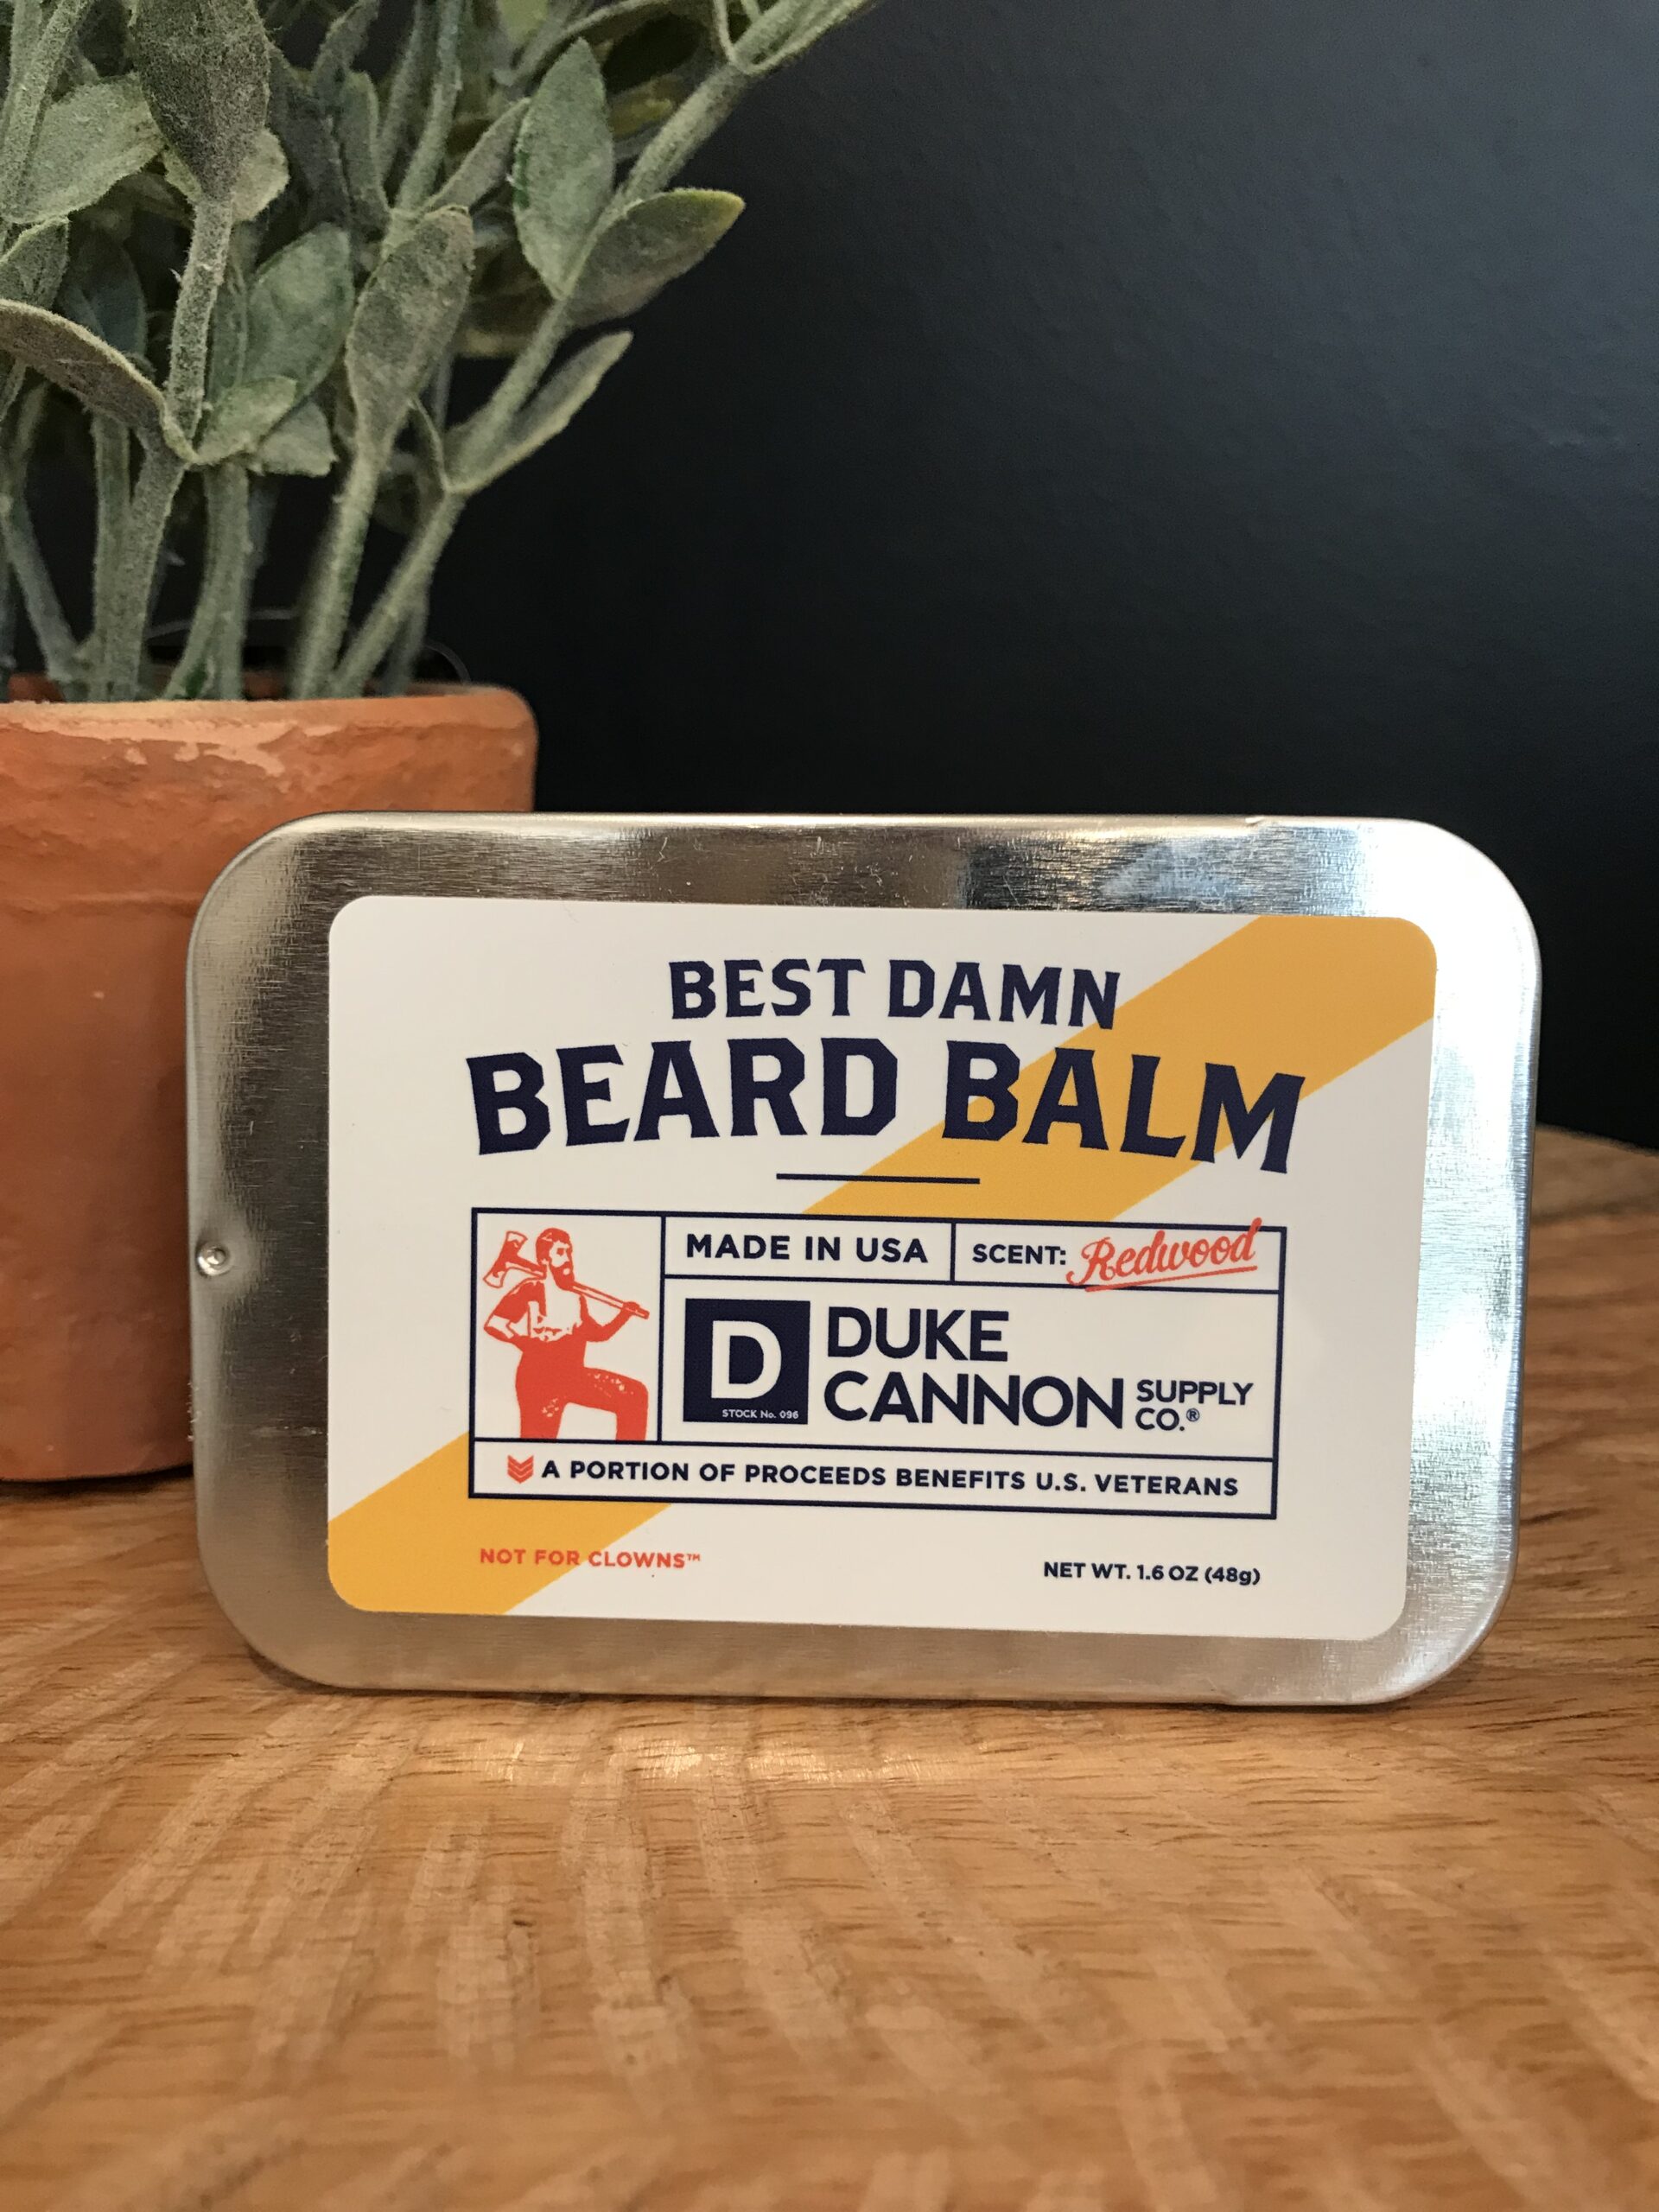 BEST DAMN
BEARD BALM
MADE IN USA
SCENT: Redwood
D
STOCK No. 096
DUKE
CANNON SUPPLY CO.®
A PORTION OF PROCEEDS BENEFITS U.S. VETERANS
NOT FOR CLOWNS™
NET WT. 1.6 OZ (48g)